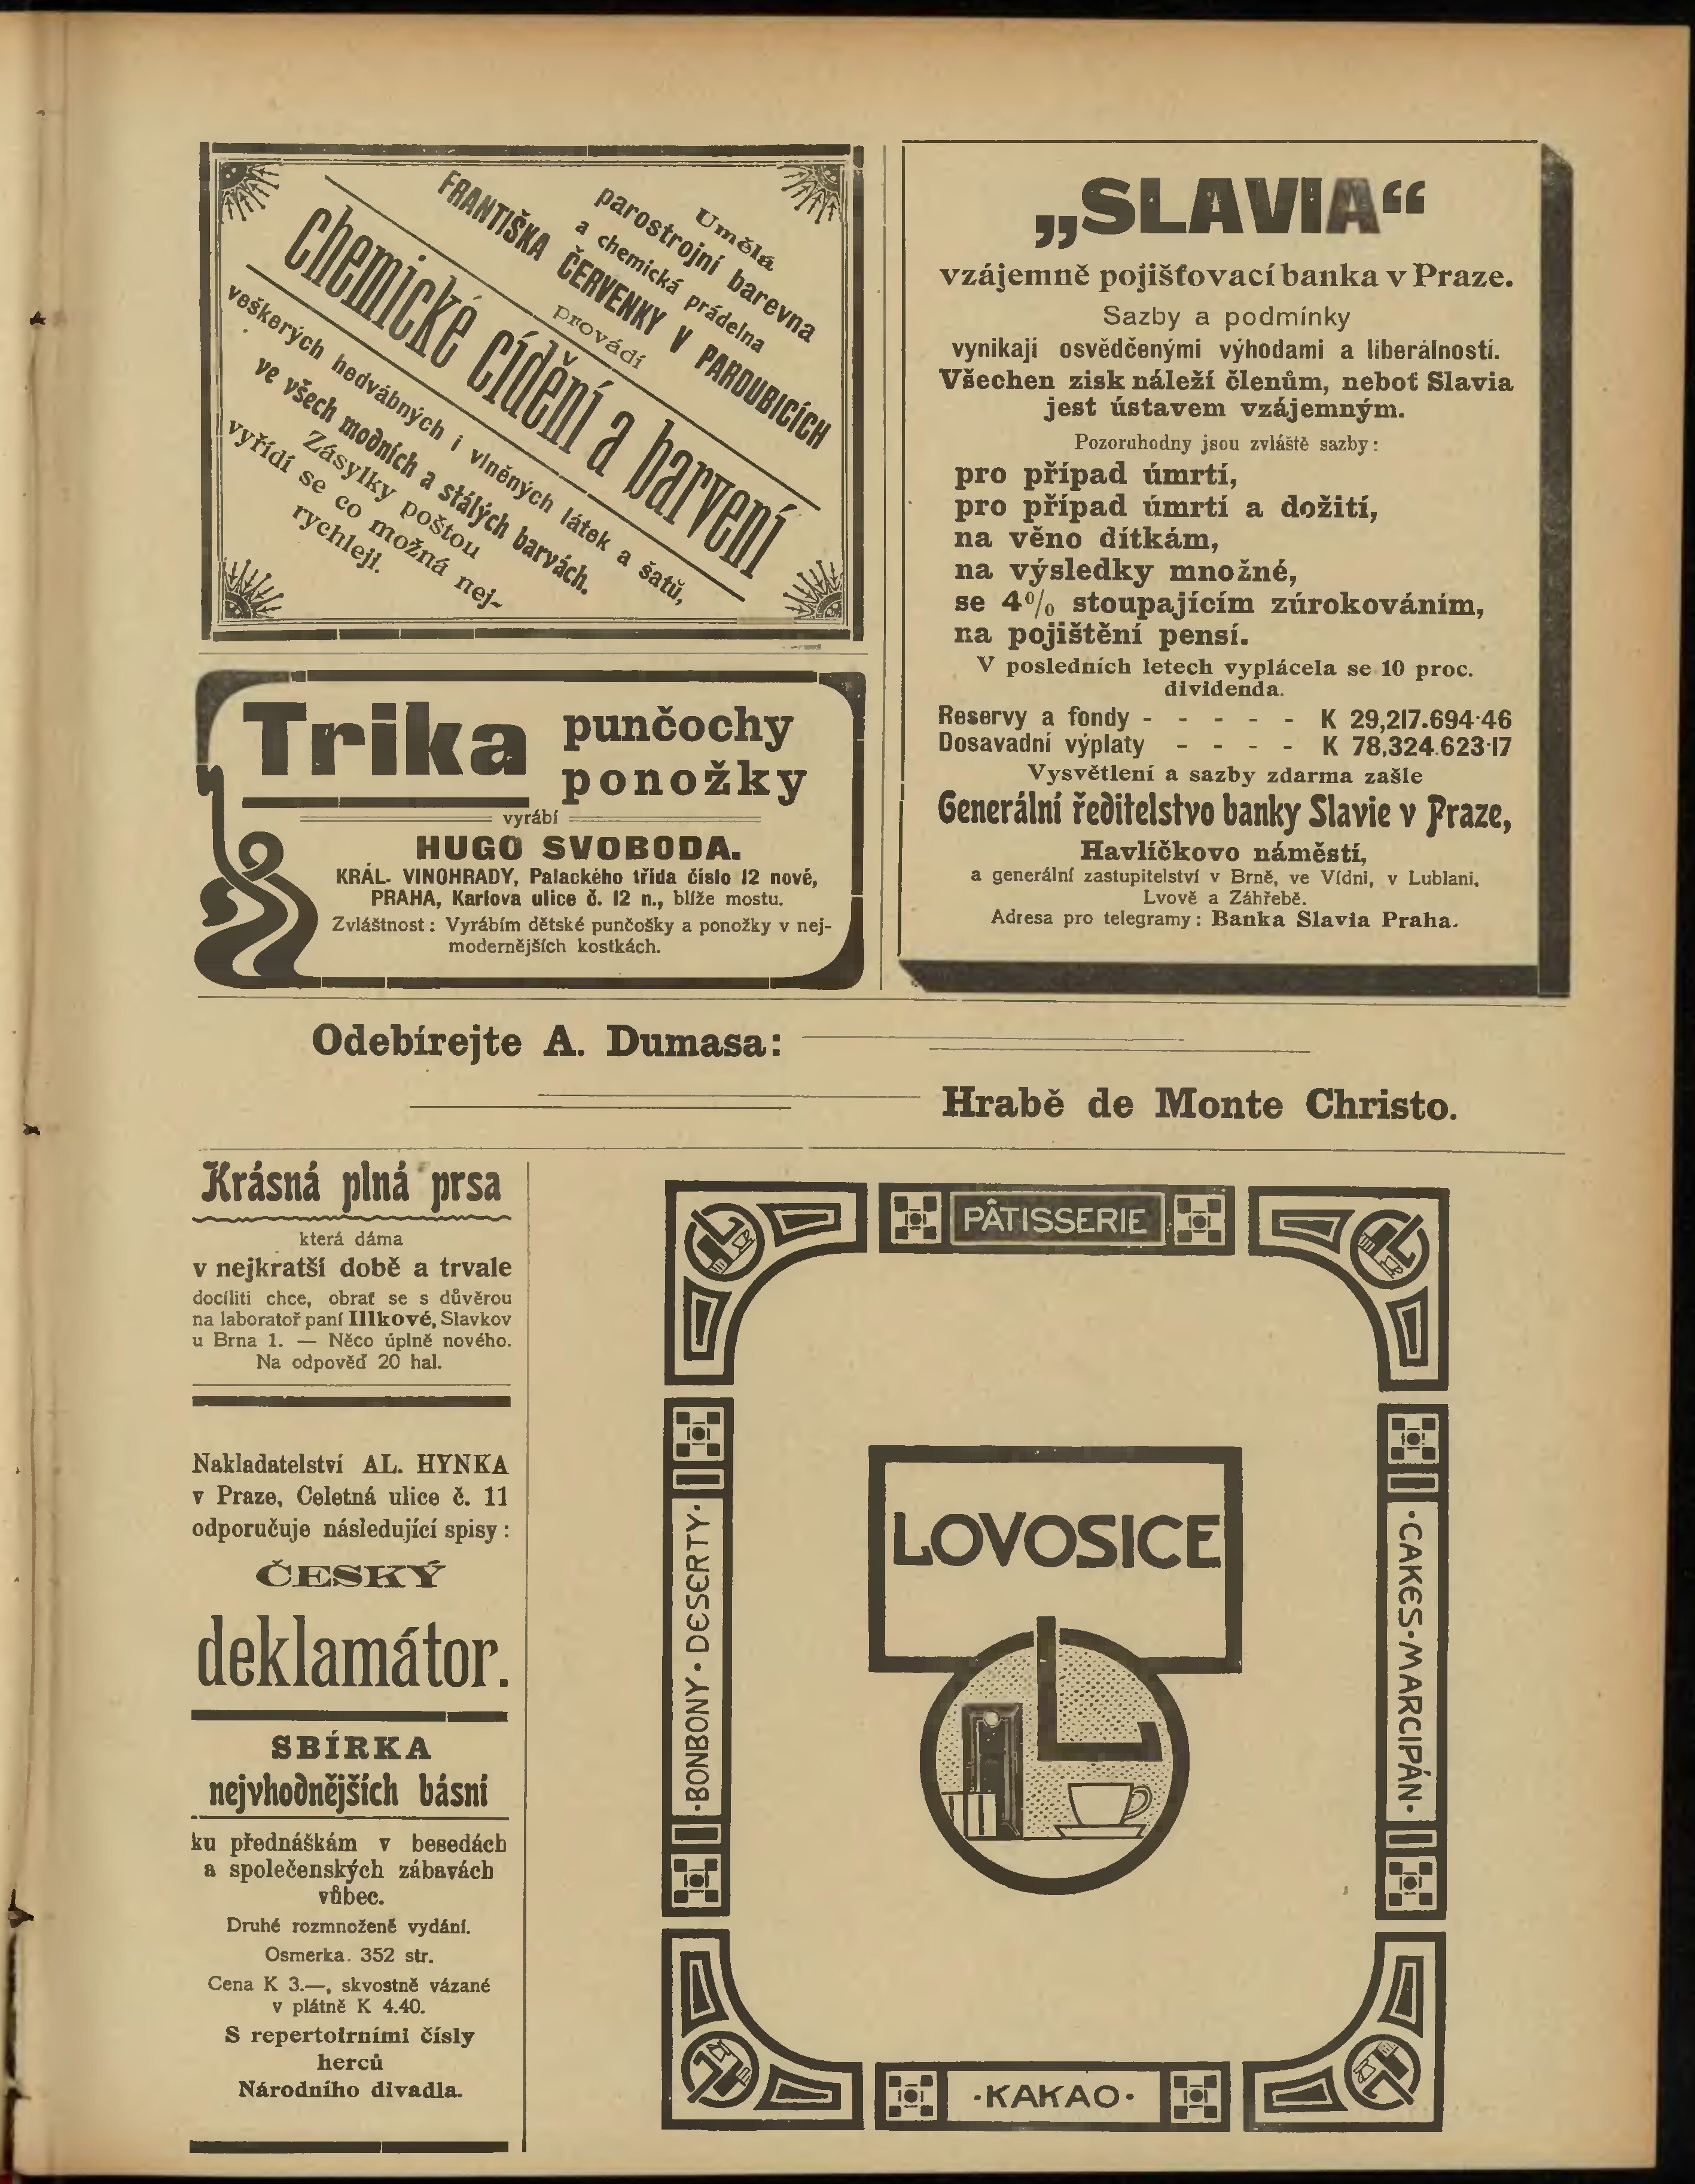 Umělá
parostrojní barevna
a chemická prádelna
FRANTIŠKA ČERVENKY V PARDUBICÍCH
provádí
chemické cídění a barvení
veškerých hedvábných i vlněných látek a šatů,
ve všech modních a stálých barvách.
Zásylky poštou
vyřídí se co možná nej-
rychleji.
Trika punčochy
ponožky
vyrábí
HUGO SVOBODA.
KRÁL. VINOHRADY, Palackého třída číslo 12 nové,
PRAHA, Karlova ulice č. 12 n., blíže mostu.
Zvláštnost: Vyrábím dětské punčošky a ponožky v nej-
modernějších kostkách.
„SLAVIA“
vzájemně pojišťovací banka v Praze.
Sazby a podmínky
vynikají osvědčenými výhodami a liberálností.
Všechen zisk náleží členům, neboť Slavia
jest ústavem vzájemným.
Pozoruhodny jsou zvláště sazby:
pro případ úmrtí,
pro případ úmrtí a dožití,
na věno dítkám,
na výsledky množné,
se 4% stoupajícím zúrokováním,
na pojištění pensí.
V posledních letech vyplácela se 10 proc.
dividenda.
Reservy a fondy - - - - - K 29,217.694·46
Dosavadní výplaty - - - - K 78,324.623·17
Vysvětlení a sazby zdarma zašle
Generální ředitelstvo banky Slavie v Praze,
Havlíčkovo náměstí,
a generální zastupitelství v Brně, ve Vídni, v Lublani,
Lvově a Záhřebě.
Adresa pro telegramy: Banka Slavia Praha.
Odebírejte A. Dumasa:
Hrabě de Monte Christo.
Krásná plná prsa
která dáma
v nejkratší době a trvale
docíliti chce, obrať se s důvěrou
na laboratoř paní Illkové, Slavkov
u Brna 1. — Něco úplně nového.
Na odpověď 20 hal.
Nakladatelství AL. HYNKA
v Praze, Celetná ulice č. 11
odporučuje následující spisy:
ČESKÝ
deklamátor.
SBÍRKA
nejvhodnějších básní
ku přednáškám v besedách
a společenských zábavách
vůbec.
Druhé rozmnožené vydání.
Osmerka. 352 str.
Cena K 3.—, skvostně vázané
v plátně K 4.40.
S repertoirními čísly
herců
Národního divadla.
PÂTISSERIE
·BONBONY·DESERTY·
LOVOSICE
L
·CAKES·MARCIPÁN·
·KAKAO·